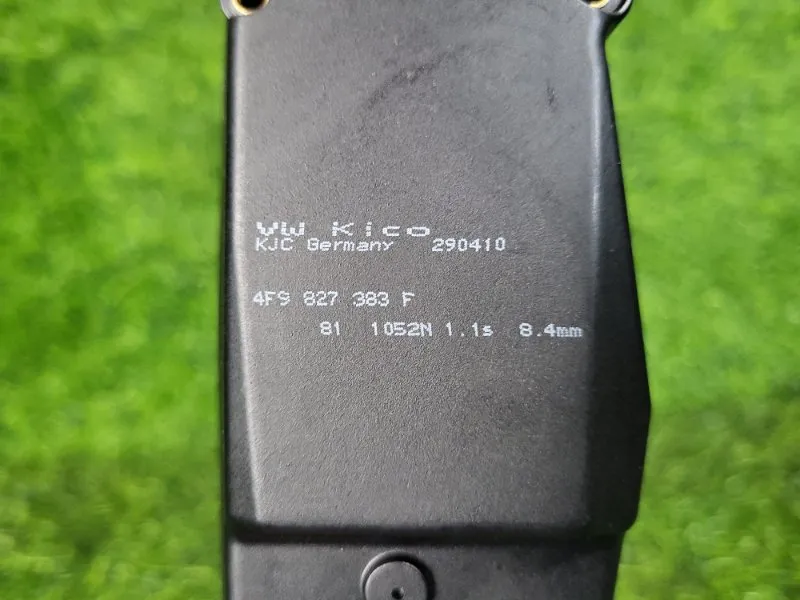 VW Kico
KJC Germany 290410
4F9 827 383 F
81 1052N 1.1s 8.4mm